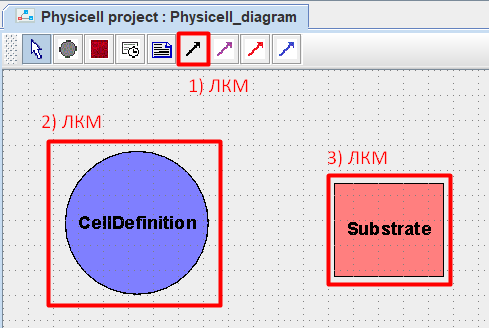 Physicell project : Physicell_diagram
1) ЛКМ
2) ЛКМ
3) ЛКМ
CellDefinition
Substrate